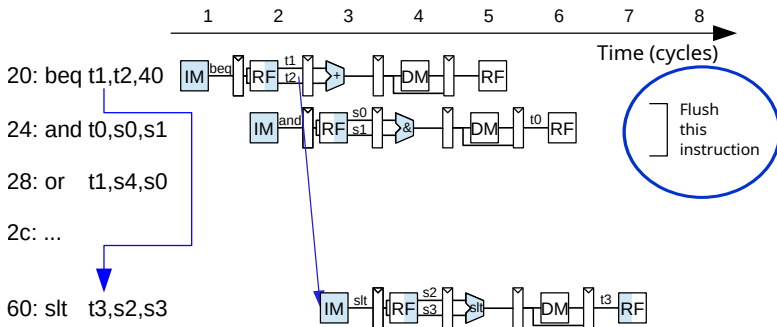 1 2 3 4 5 6 7 8
Time (cycles)
20: beq t1,t2,40
IM beq RF t1 t2 + DM RF
24: and t0,s0,s1
IM and RF s0 s1 & DM t0 RF
Flush
this
instruction
28: or t1,s4,s0
2c: ...
60: slt t3,s2,s3
IM slt RF s2 s3 slt DM t3 RF